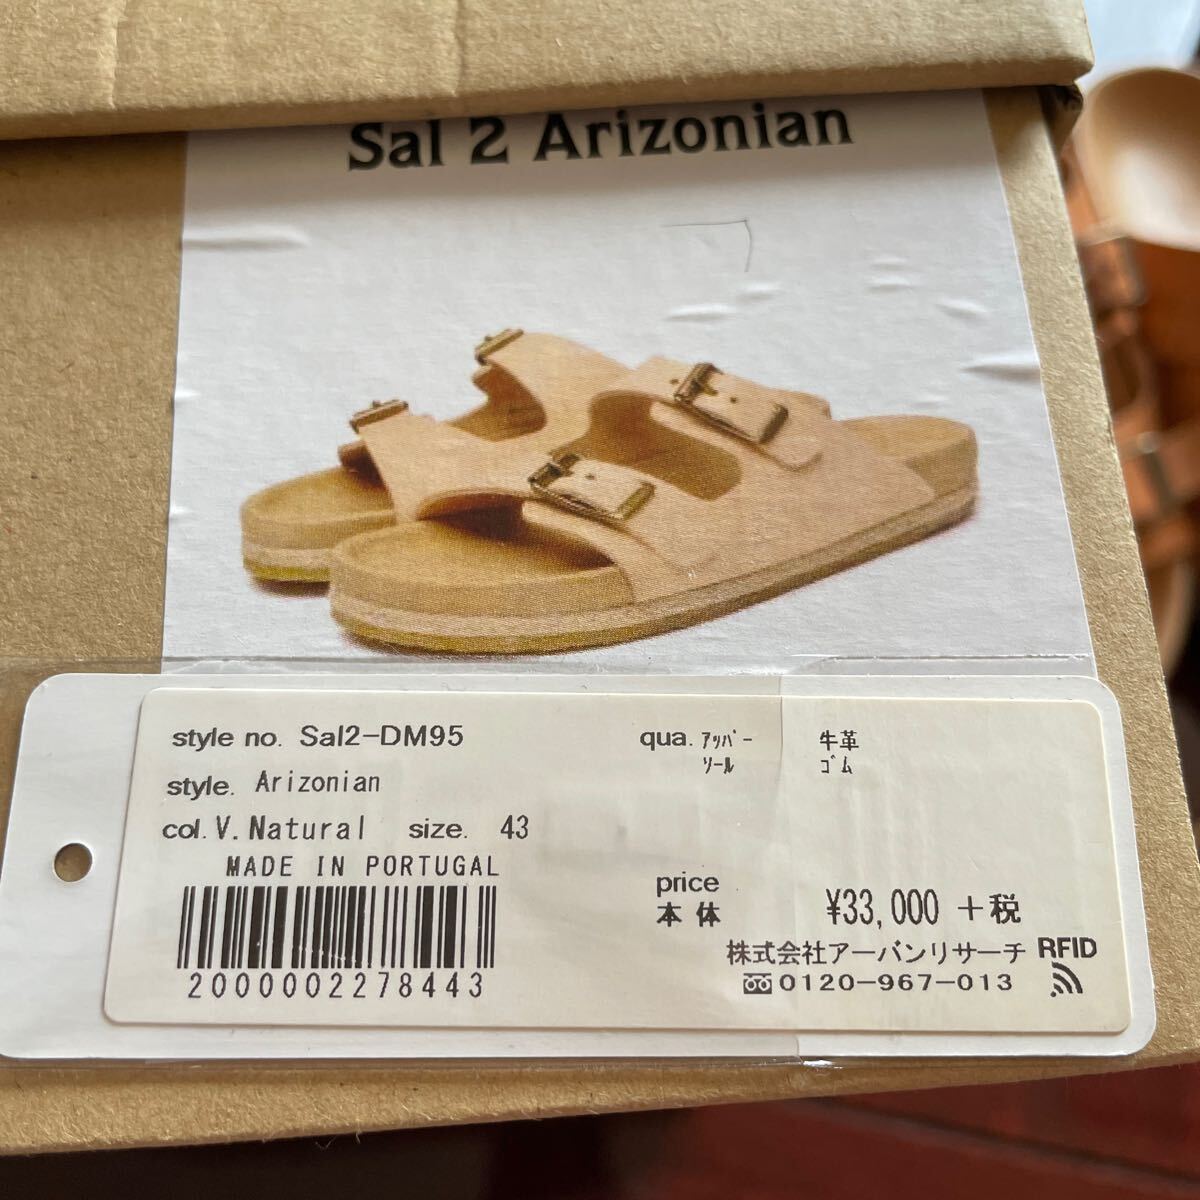 Sal 2 Arizonian
style no. Sal2-DM95
qua. ｱｯﾊﾟｰ 牛革
ｿｰﾙ ｺﾞﾑ
style. Arizonian
col. V.Natural size. 43
MADE IN PORTUGAL
2000002278443
price
本体 ¥33,000 +税
株式会社アーバンリサーチ RFID
0120-967-013